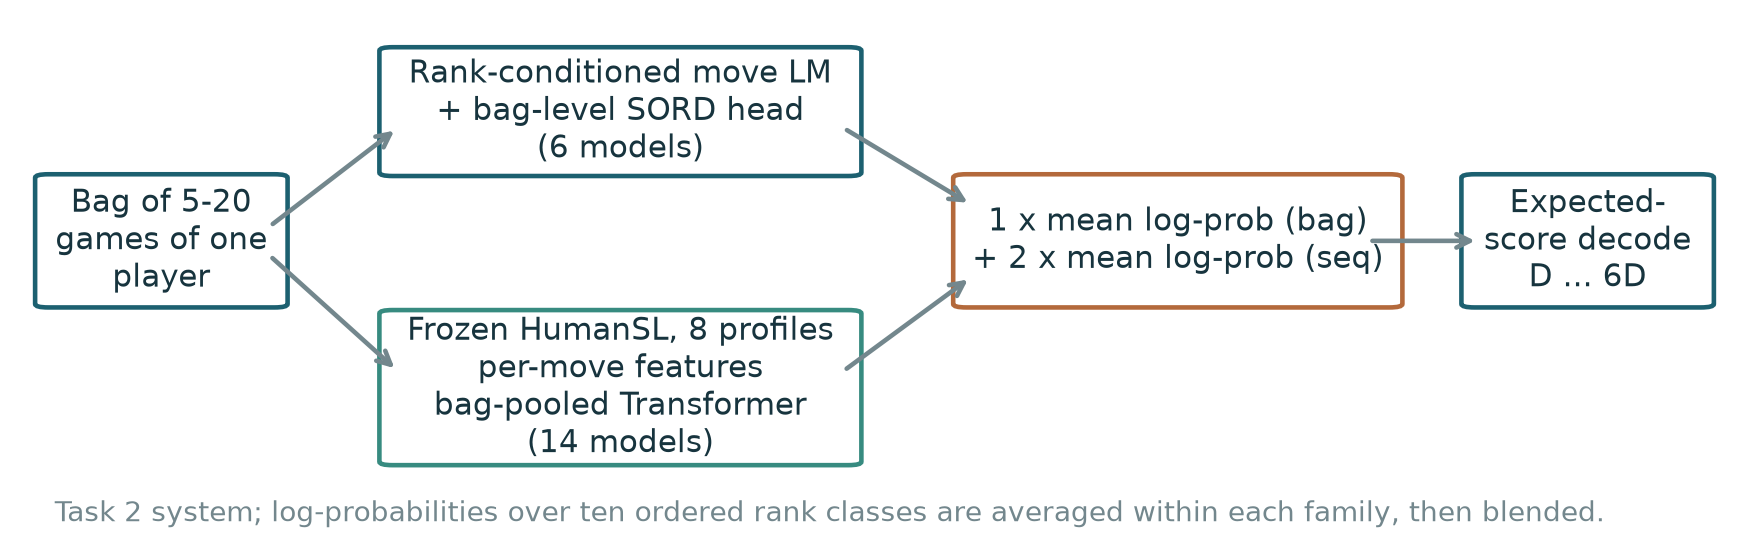 Rank-conditioned move LM
+ bag-level SORD head
(6 models)
Bag of 5-20
games of one
player
Frozen HumanSL, 8 profiles
per-move features
bag-pooled Transformer
(14 models)
1 x mean log-prob (bag)
+ 2 x mean log-prob (seq)
Expected-
score decode
D ... 6D
Task 2 system; log-probabilities over ten ordered rank classes are averaged within each family, then blended.